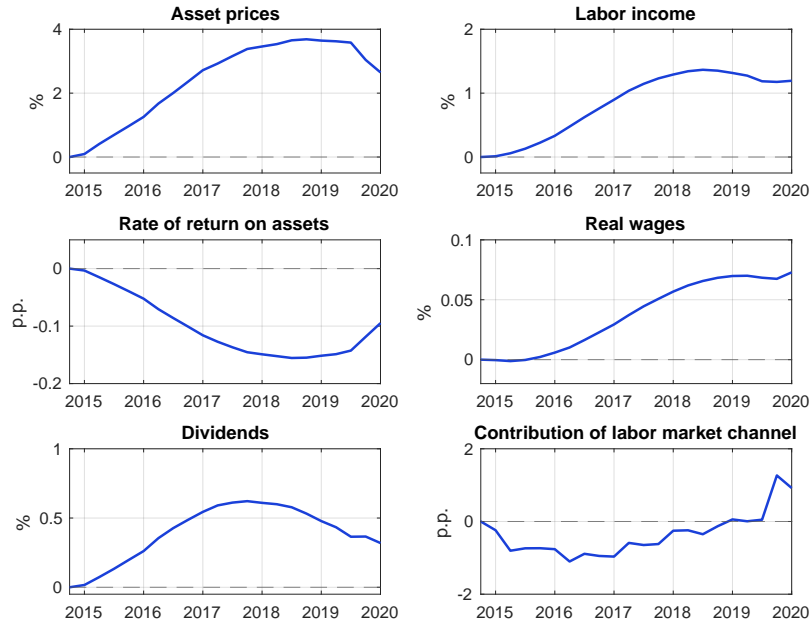 Asset prices
4
2
0
%
2015 2016 2017 2018 2019 2020
Labor income
2
1
0
%
2015 2016 2017 2018 2019 2020
Rate of return on assets
0
-0.1
-0.2
p.p.
2015 2016 2017 2018 2019 2020
Real wages
0.1
0.05
0
%
2015 2016 2017 2018 2019 2020
Dividends
1
0.5
0
%
2015 2016 2017 2018 2019 2020
Contribution of labor market channel
2
0
-2
p.p.
2015 2016 2017 2018 2019 2020